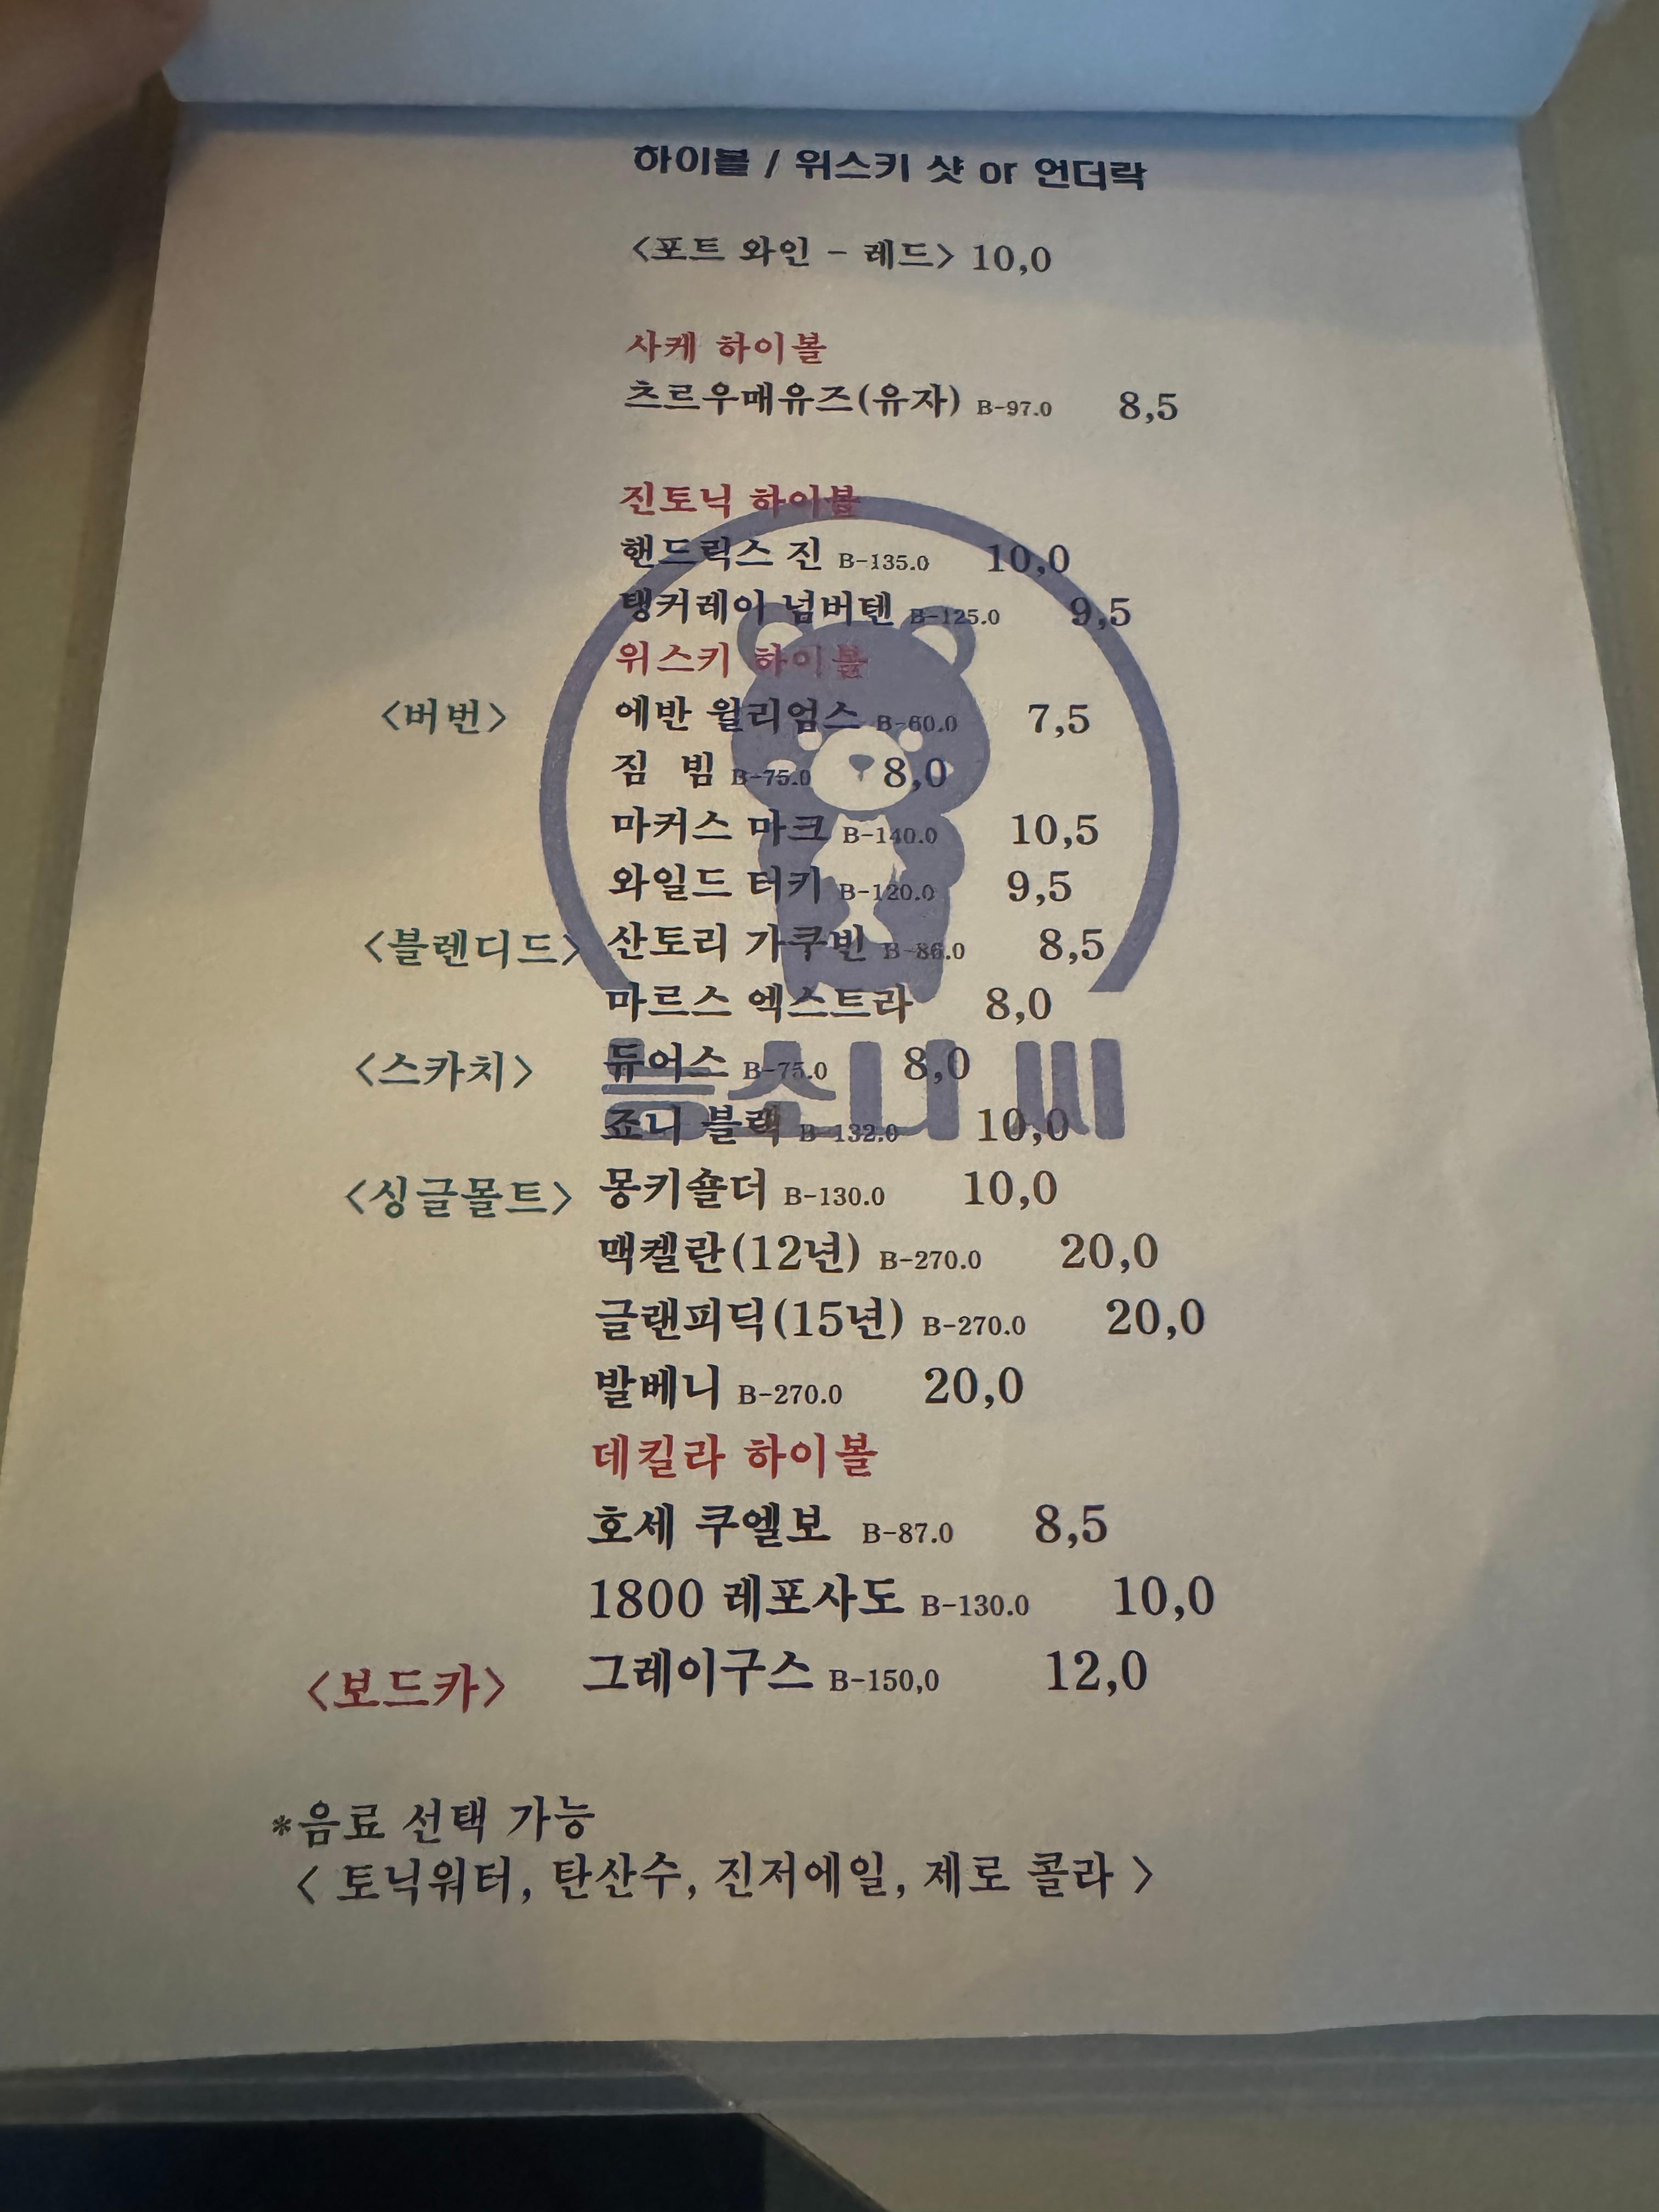 하이볼 / 위스키 샷 or 언더락
<포트 와인 - 레드> 10,0
사케 하이볼
츠르우매유즈(유자) B-97.0 8,5
진토닉 하이볼
핸드릭스 진 B-135.0 10,0
탱커레이 넘버텐 B-125.0 9,5
위스키 하이볼
<버번> 에반 윌리엄스 B-60.0 7,5
짐 빔 B-75.0 8,0
마커스 마크 B-140.0 10,5
와일드 터키 B-120.0 9,5
<블렌디드> 산토리 가쿠빈 B-86.0 8,5
마르스 엑스트라 8,0
<스카치> 듀어스 B-75.0 8,0
죠니 블랙 B-132.0 10,0
<싱글몰트> 몽키숄더 B-130.0 10,0
맥켈란(12년) B-270.0 20,0
글랜피딕(15년) B-270.0 20,0
발베니 B-270.0 20,0
데킬라 하이볼
호세 쿠엘보 B-87.0 8,5
1800 레포사도 B-130.0 10,0
<보드카> 그레이구스 B-150,0 12,0
*음료 선택 가능
< 토닉워터, 탄산수, 진저에일, 제로 콜라 >